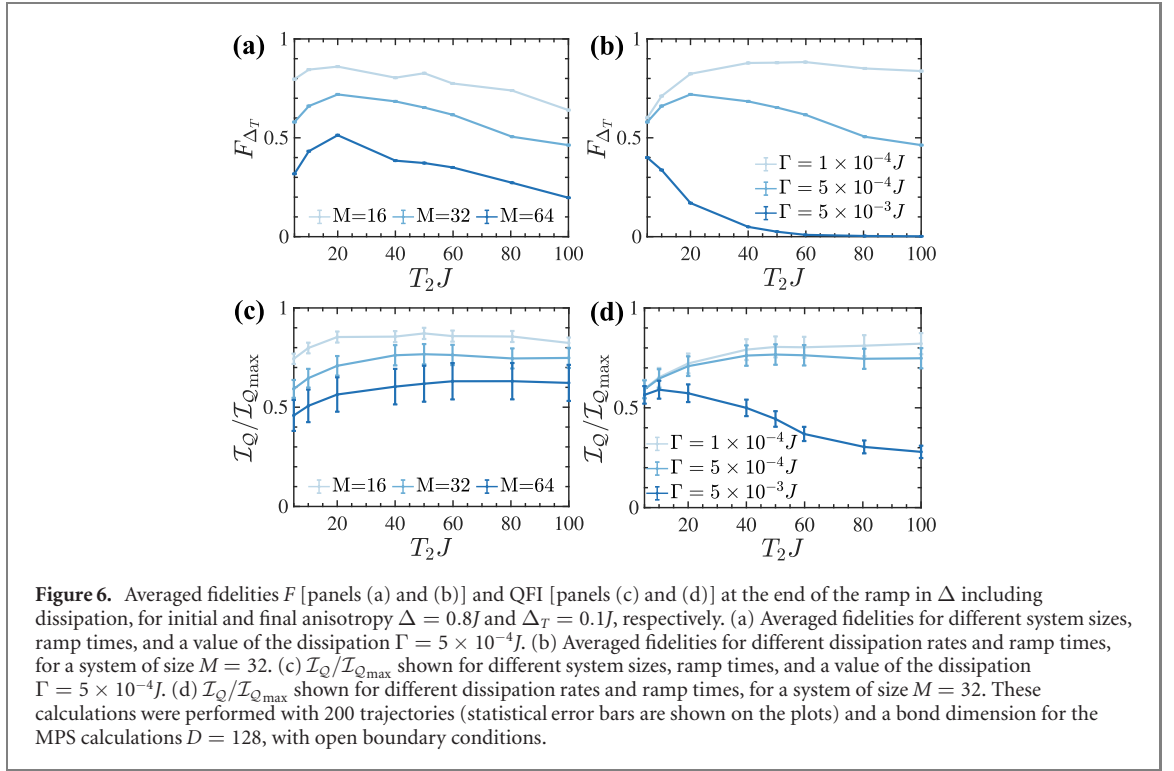 (a)
1
0.5
0
F_{Δ_T}
M=16 M=32 M=64
20 40 60 80 100
T_2 J
(b)
1
0.5
0
F_{Δ_T}
Γ = 1 × 10^{−4}J
Γ = 5 × 10^{−4}J
Γ = 5 × 10^{−3}J
20 40 60 80 100
T_2 J
(c)
1
0.5
0
𝓘_𝒬/𝓘_{𝒬max}
M=16 M=32 M=64
20 40 60 80 100
T_2 J
(d)
1
0.5
0
𝓘_𝒬/𝓘_{𝒬max}
Γ = 1 × 10^{−4}J
Γ = 5 × 10^{−4}J
Γ = 5 × 10^{−3}J
20 40 60 80 100
T_2 J
Figure 6. Averaged fidelities F [panels (a) and (b)] and QFI [panels (c) and (d)] at the end of the ramp in Δ including
dissipation, for initial and final anisotropy Δ = 0.8J and Δ_T = 0.1J, respectively. (a) Averaged fidelities for different system sizes,
ramp times, and a value of the dissipation Γ = 5 × 10^{−4}J. (b) Averaged fidelities for different dissipation rates and ramp times,
for a system of size M = 32. (c) 𝓘_𝒬/𝓘_{𝒬max} shown for different system sizes, ramp times, and a value of the dissipation
Γ = 5 × 10^{−4}J. (d) 𝓘_𝒬/𝓘_{𝒬max} shown for different dissipation rates and ramp times, for a system of size M = 32. These
calculations were performed with 200 trajectories (statistical error bars are shown on the plots) and a bond dimension for the
MPS calculations D = 128, with open boundary conditions.